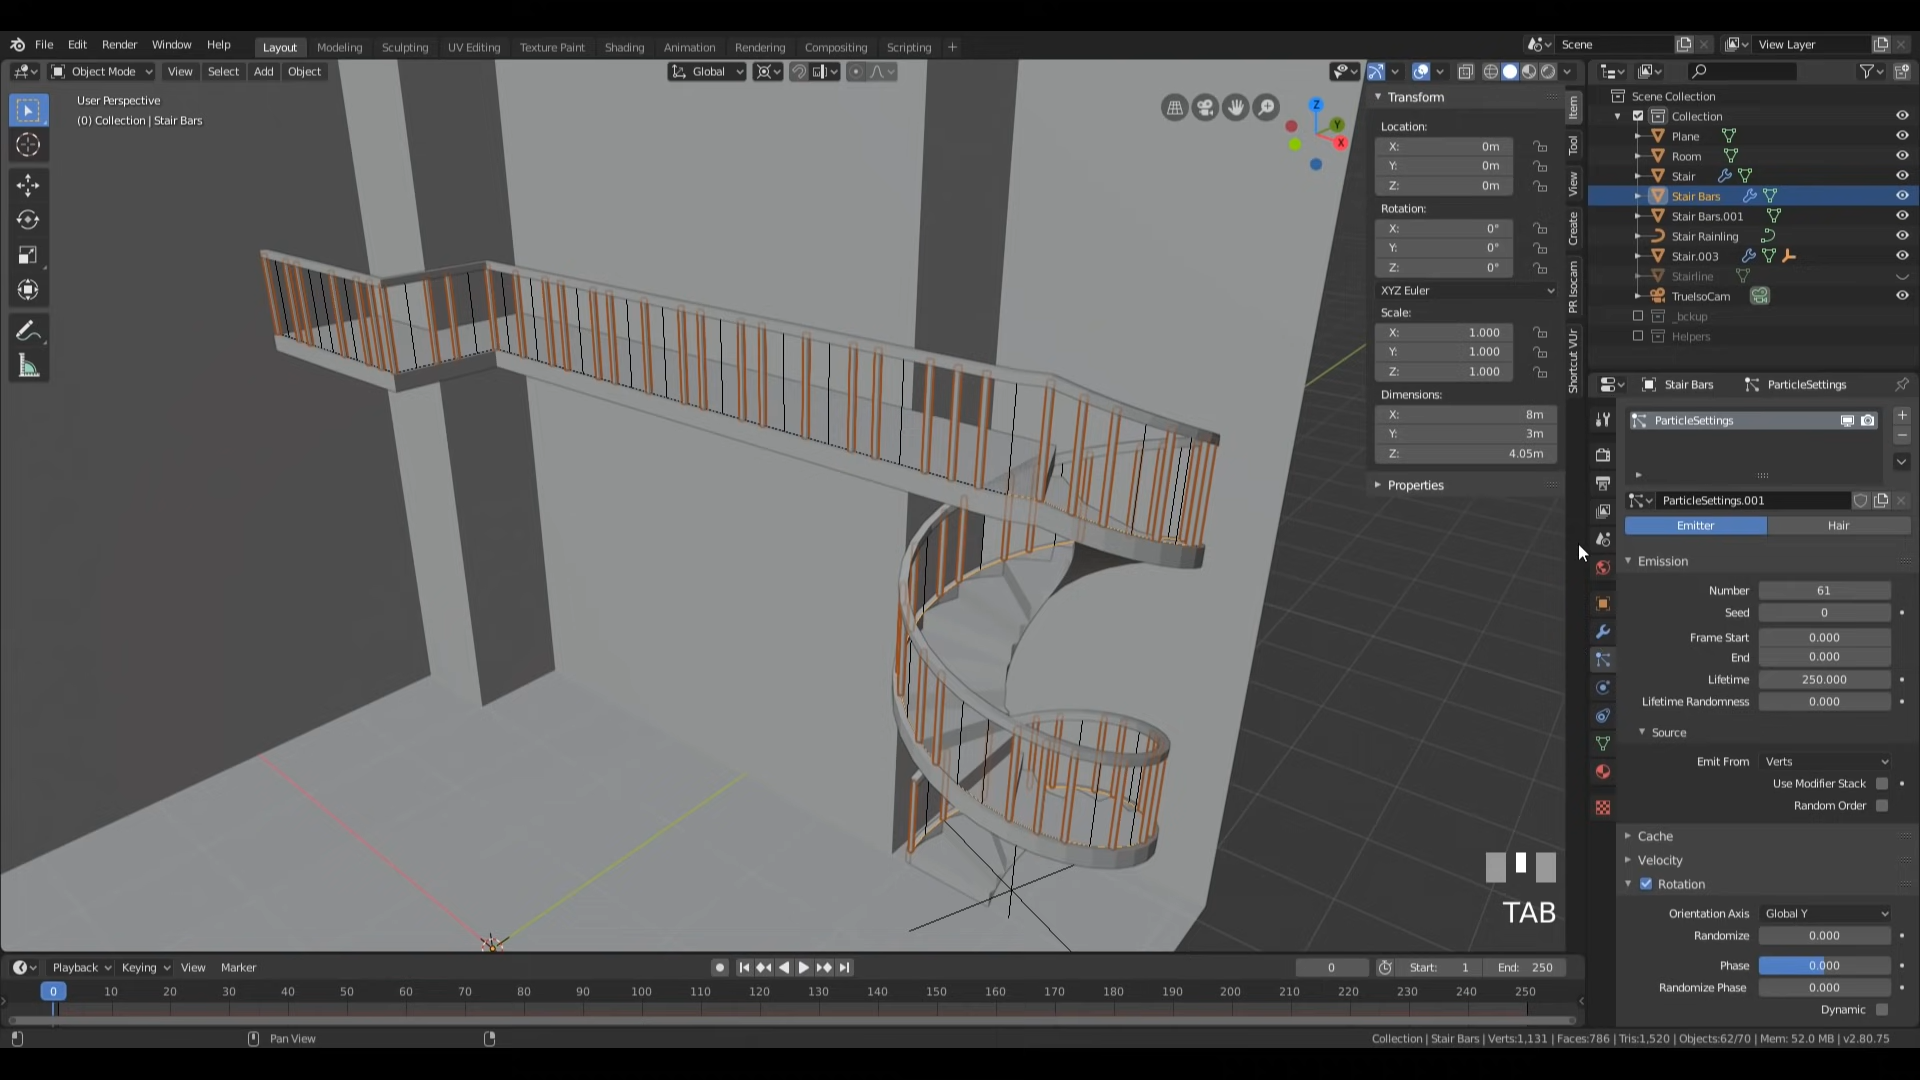 File Edit Render Window Help Layout Modeling Sculpting UV Editing Texture Paint Shading Animation Rendering Compositing Scripting + Scene View Layer
Object Mode View Select Add Object Global
User Perspective
(0) Collection | Stair Bars
Z
Y
X
Transform
Location:
X: 0m
Y: 0m
Z: 0m
Rotation:
X: 0°
Y: 0°
Z: 0°
XYZ Euler
Scale:
X: 1.000
Y: 1.000
Z: 1.000
Dimensions:
X: 8m
Y: 3m
Z: 4.05m
Properties
Item
Tool
View
Create
PR Isocam
Shortcut VUr
Scene Collection
Collection
Plane
Room
Stair
Stair Bars
Stair Bars.001
Stair Rainling
Stair.003
Stairline
TrueIsoCam
_bckup
Helpers
Stair Bars ParticleSettings
ParticleSettings
ParticleSettings.001
Emitter Hair
Emission
Number 61
Seed 0
Frame Start 0.000
End 0.000
Lifetime 250.000
Lifetime Randomness 0.000
Source
Emit From Verts
Use Modifier Stack
Random Order
Cache
Velocity
Rotation
Orientation Axis Global Y
Randomize 0.000
Phase 0.000
Randomize Phase 0.000
Dynamic
TAB
Playback Keying View Marker 0 Start: 1 End: 250
0 10 20 30 40 50 60 70 80 90 100 110 120 130 140 150 160 170 180 190 200 210 220 230 240 250
Pan View
Collection | Stair Bars | Verts:1,131 | Faces:786 | Tris:1,520 | Objects:62/70 | Mem: 52.0 MB | v2.80.75